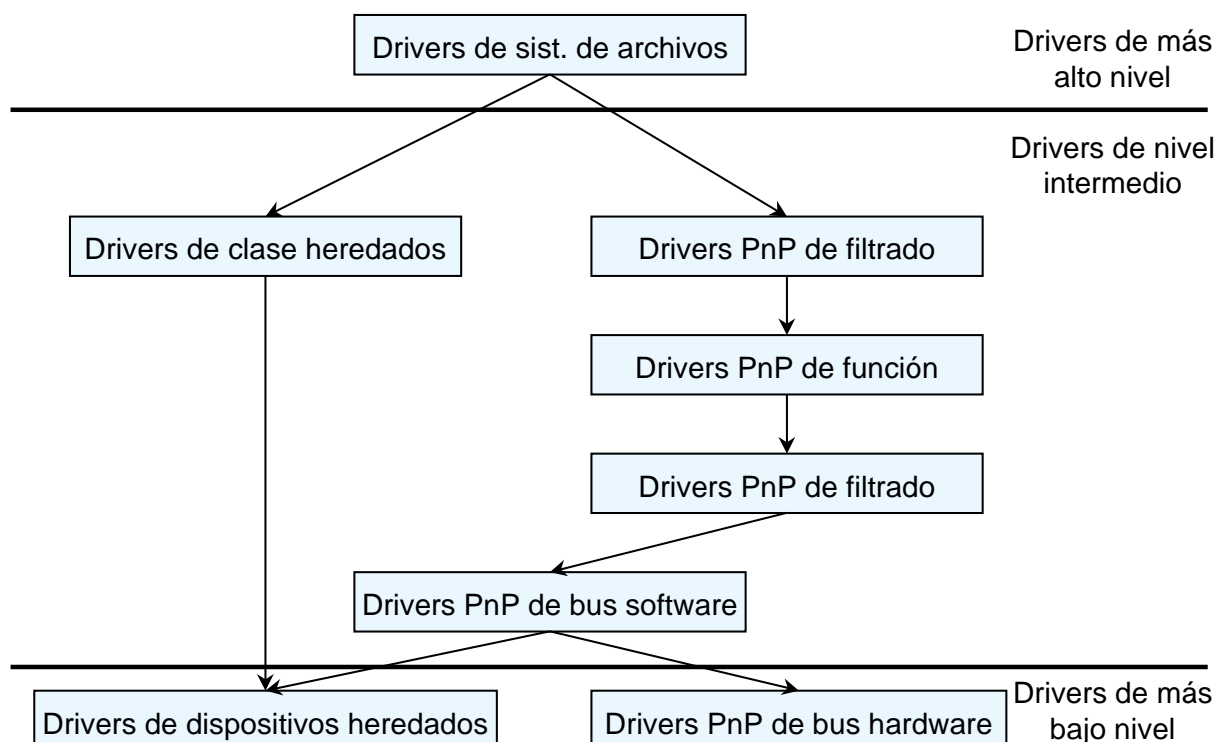 Drivers de sist. de archivos
Drivers de más
alto nivel
Drivers de nivel
intermedio
Drivers de clase heredados
Drivers PnP de filtrado
Drivers PnP de función
Drivers PnP de filtrado
Drivers PnP de bus software
Drivers de dispositivos heredados
Drivers PnP de bus hardware
Drivers de más
bajo nivel